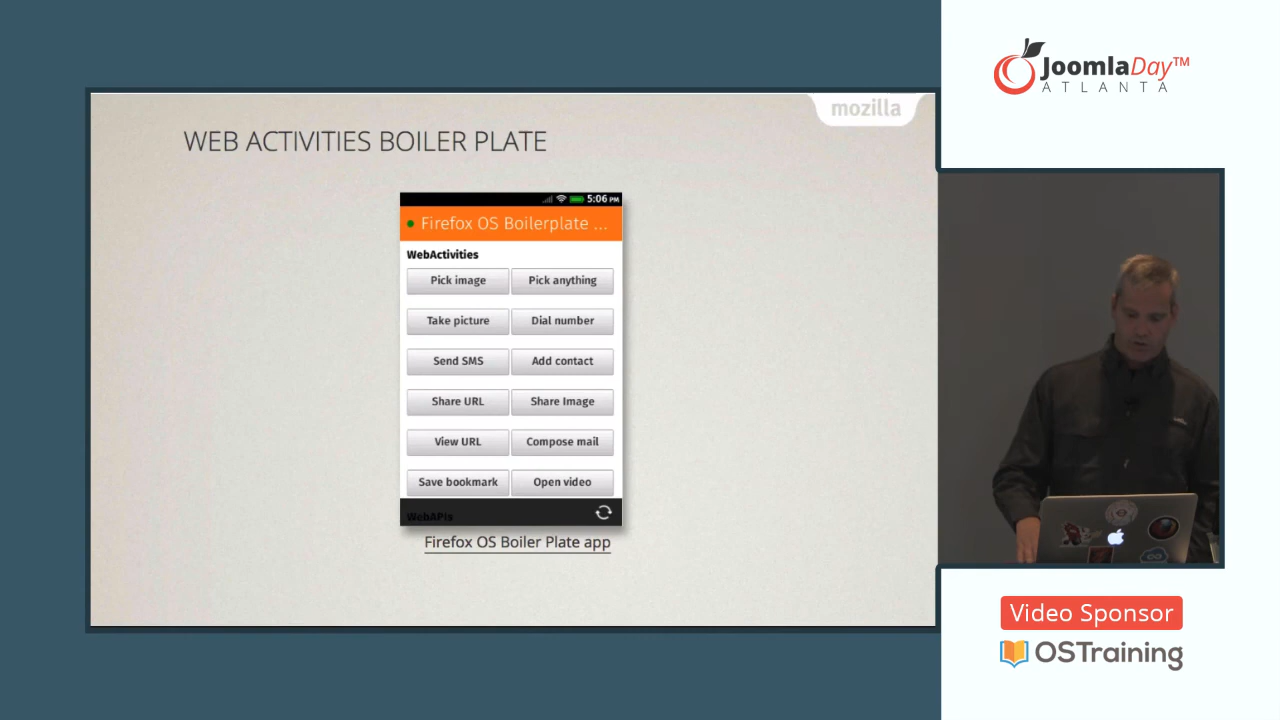 JoomlaDay™
ATLANTA
mozilla
WEB ACTIVITIES BOILER PLATE
5:06 PM
Firefox OS Boilerplate ...
WebActivities
Pick image
Pick anything
Take picture
Dial number
Send SMS
Add contact
Share URL
Share Image
View URL
Compose mail
Save bookmark
Open video
WebAPIs
Firefox OS Boiler Plate app
Video Sponsor
OSTraining